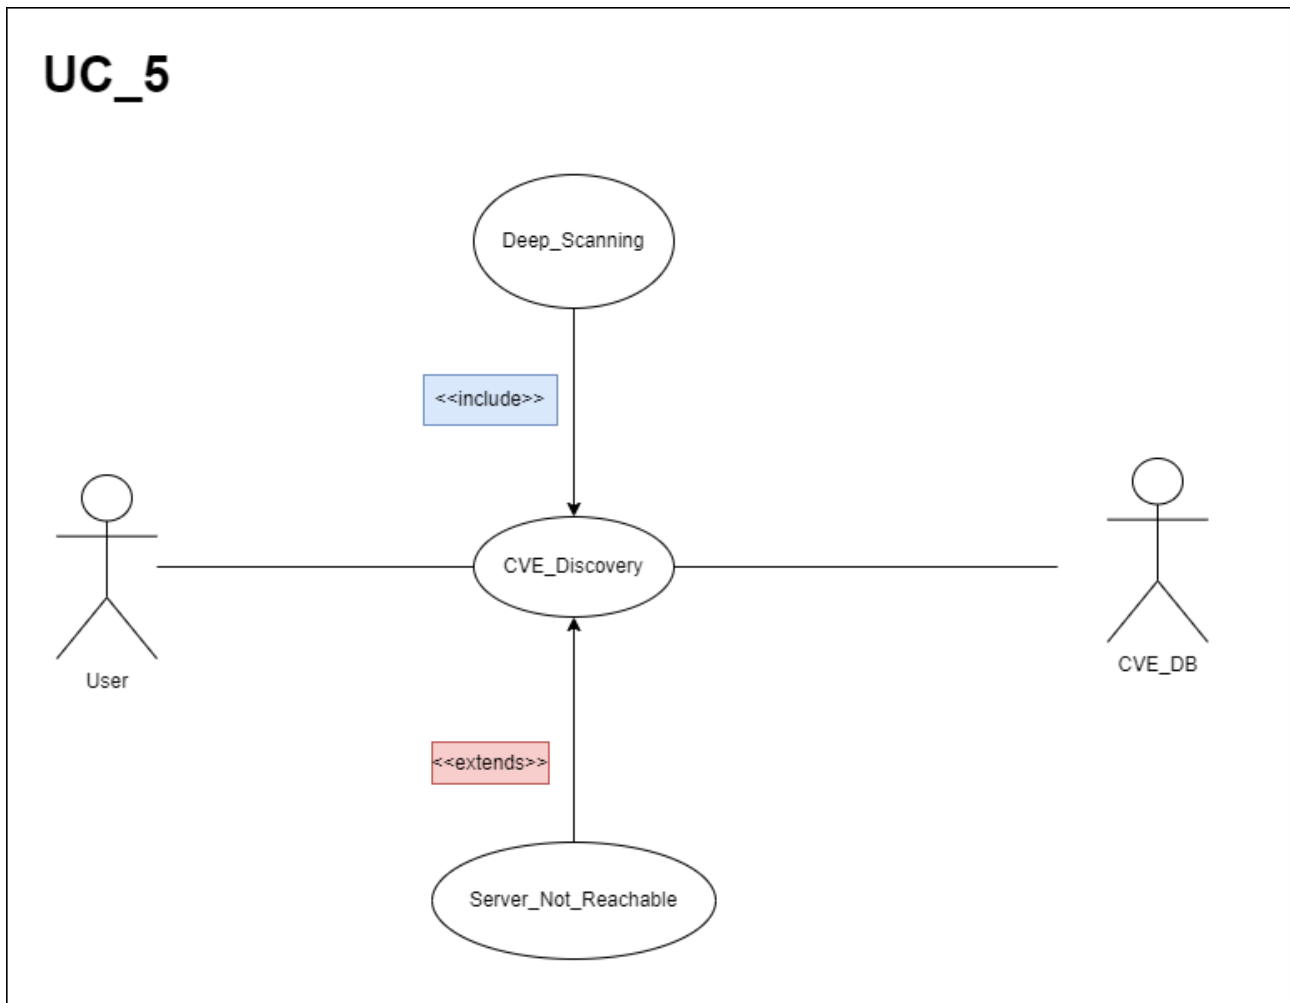 UC_5
Deep_Scanning
<<include>>
CVE_Discovery
User
CVE_DB
<<extends>>
Server_Not_Reachable